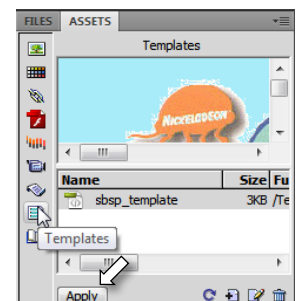 FILES ASSETS
Templates
NICKELODEON
Name Size Fu
sbsp_template 3KB /Te
Templates
Apply